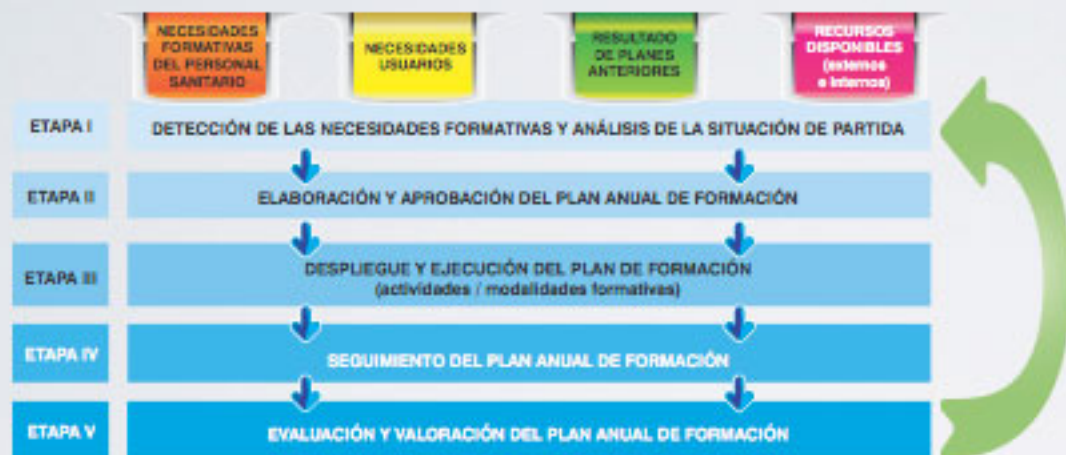 NECESIDADES
FORMATIVAS
DEL PERSONAL
SANITARIO
NECESIDADES
USUARIOS
RESULTADO
DE PLANES
ANTERIORES
RECURSOS
DISPONIBLES
(externos
e internos)
ETAPA I
DETECCIÓN DE LAS NECESIDADES FORMATIVAS Y ANÁLISIS DE LA SITUACIÓN DE PARTIDA
ETAPA II
ELABORACIÓN Y APROBACIÓN DEL PLAN ANUAL DE FORMACIÓN
ETAPA III
DESPLIEGUE Y EJECUCIÓN DEL PLAN DE FORMACIÓN
(actividades / modalidades formativas)
ETAPA IV
SEGUIMIENTO DEL PLAN ANUAL DE FORMACIÓN
ETAPA V
EVALUACIÓN Y VALORACIÓN DEL PLAN ANUAL DE FORMACIÓN